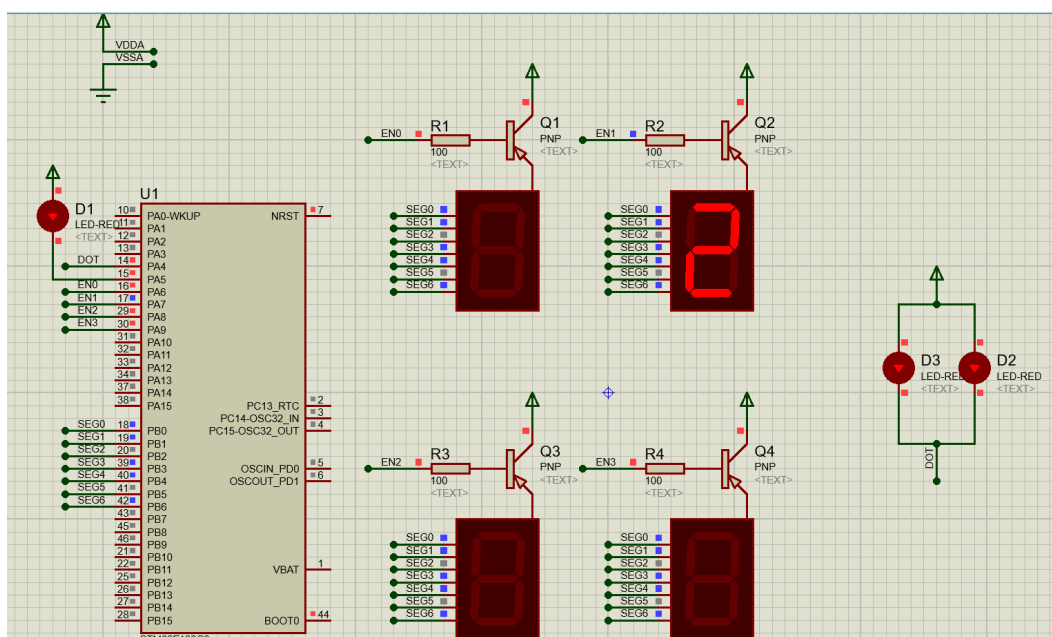 VDDA
VSSA
U1
D1
LED-RED
<TEXT>
DOT
EN0
EN1
EN2
EN3
SEG0
SEG1
SEG2
SEG3
SEG4
SEG5
SEG6
10 PA0-WKUP
11 PA1
12 PA2
13 PA3
14 PA4
15 PA5
16 PA6
17 PA7
29 PA8
30 PA9
31 PA10
32 PA11
33 PA12
34 PA13
37 PA14
38 PA15
18 PB0
19 PB1
20 PB2
39 PB3
40 PB4
41 PB5
42 PB6
43 PB7
45 PB8
46 PB9
21 PB10
22 PB11
25 PB12
26 PB13
27 PB14
28 PB15
NRST 7
PC13_RTC 2
PC14-OSC32_IN 3
PC15-OSC32_OUT 4
OSCIN_PD0 5
OSCOUT_PD1 6
VBAT 1
BOOT0 44
EN0
R1
100
<TEXT>
Q1
PNP
<TEXT>
SEG0
SEG1
SEG2
SEG3
SEG4
SEG5
SEG6
EN1
R2
100
<TEXT>
Q2
PNP
<TEXT>
SEG0
SEG1
SEG2
SEG3
SEG4
SEG5
SEG6
2
EN2
R3
100
<TEXT>
Q3
PNP
<TEXT>
SEG0
SEG1
SEG2
SEG3
SEG4
SEG5
SEG6
EN3
R4
100
<TEXT>
Q4
PNP
<TEXT>
SEG0
SEG1
SEG2
SEG3
SEG4
SEG5
SEG6
D3
LED-RED
<TEXT>
D2
LED-RED
<TEXT>
DOT